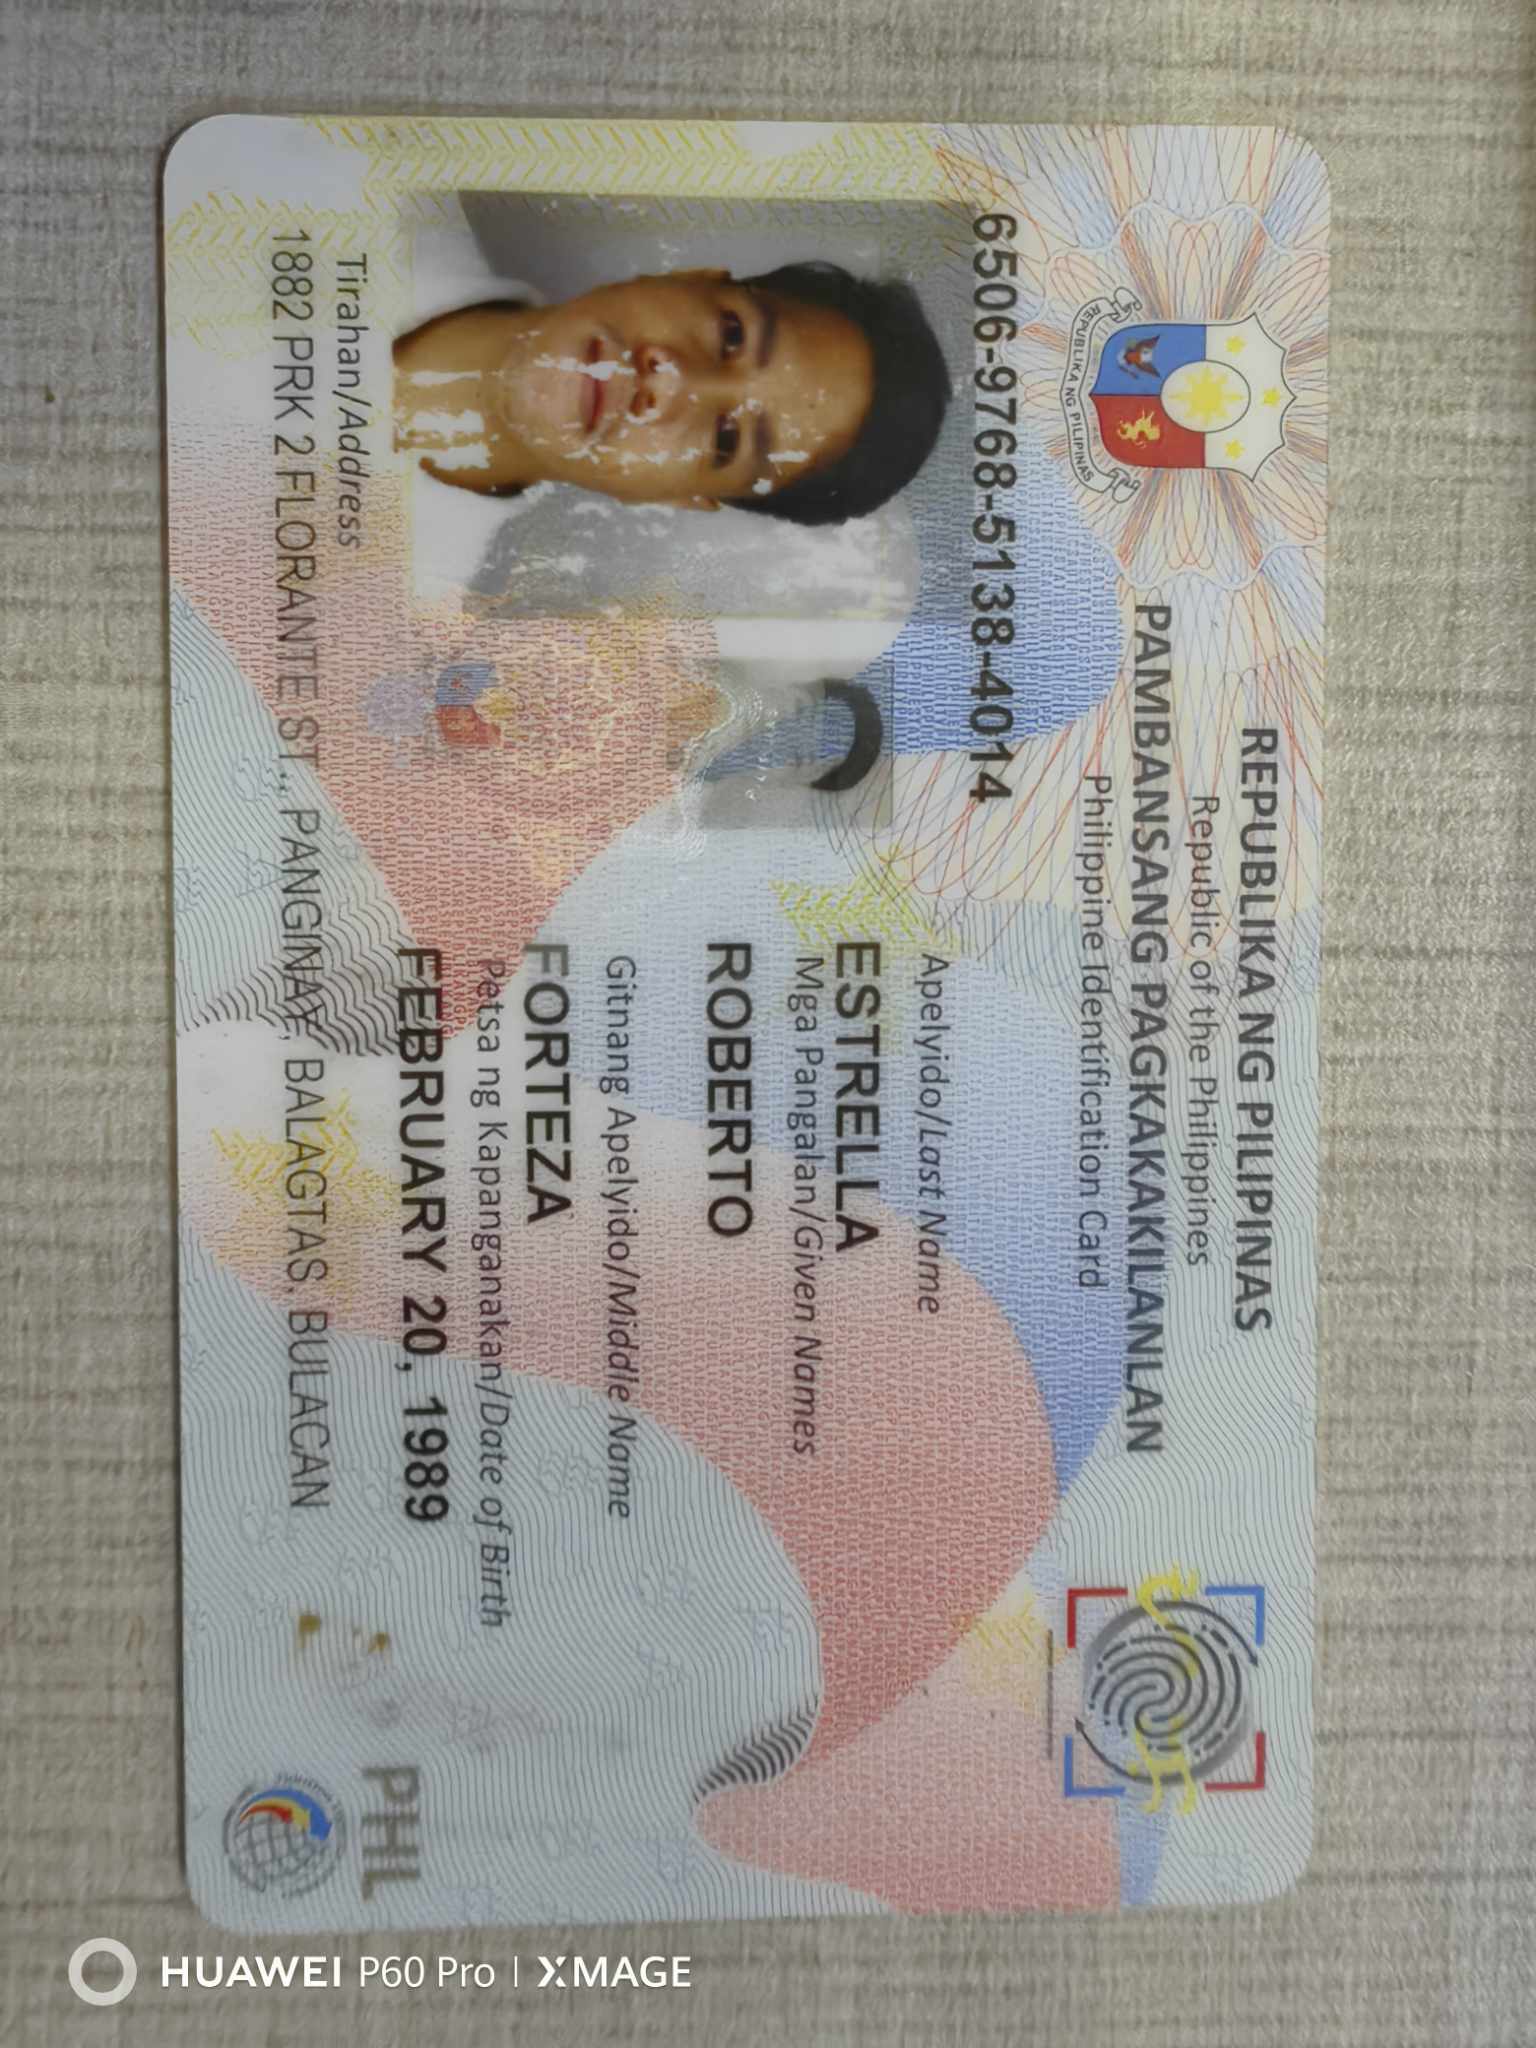 REPUBLIKA NG PILIPINAS
Republic of the Philippines
PAMBANSANG PAGKAKAKILANLAN
Philippine Identification Card
REPUBLIKA NG PILIPINAS
6506-9768-5138-4014
Apelyido/Last Name
ESTRELLA
Mga Pangalan/Given Names
ROBERTO
Gitnang Apelyido/Middle Name
FORTEZA
Petsa ng Kapanganakan/Date of Birth
FEBRUARY 20, 1989
Tirahan/Address
1882 PRK 2 FLORANTE ST., PANGINAY, BALAGTAS, BULACAN
PHL
HUAWEI P60 Pro | XMAGE